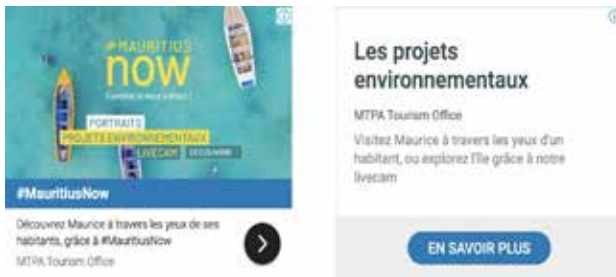 #MAURITIUS
now
PORTRAITS
PROJETS ENVIRONNEMENTAUX
LIVECAM DÉCOUVRIR
#MauritiusNow
Découvrez Maurice à travers les yeux de ses
habitants, grâce à #MauritiusNow
MTPA Tourism Office
Les projets
environnementaux
MTPA Tourism Office
Visitez Maurice à travers les yeux d'un
habitant, ou explorez l'île grâce à notre
livecam
EN SAVOIR PLUS